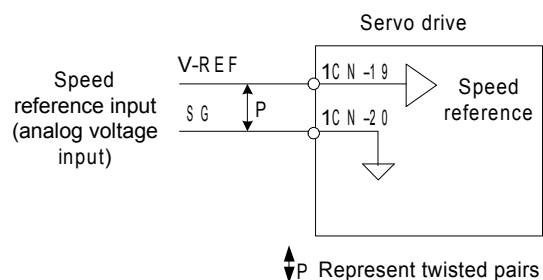 Servo drive
V-REF
1CN-19
Speed
reference input
(analog voltage
input)
P
Speed
reference
SG
1CN-20
P Represent twisted pairs